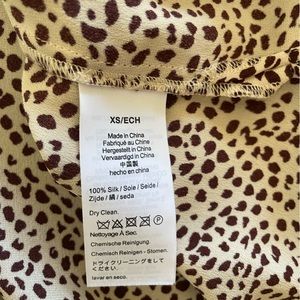 XS/ECH
Made in China
Fabriqué au Chine
Hergestellt in China
Vervaardigd in China
中国製
hecho en china
100% Silk / Soie / Seide /
Zijde / 絹 / seda
Dry Clean.
Nettoyage À Sec.
Chemische Reinigung.
Chemisch Reinigen - Stomen.
ドライクリーニングをして
ください.
lavar en seco.